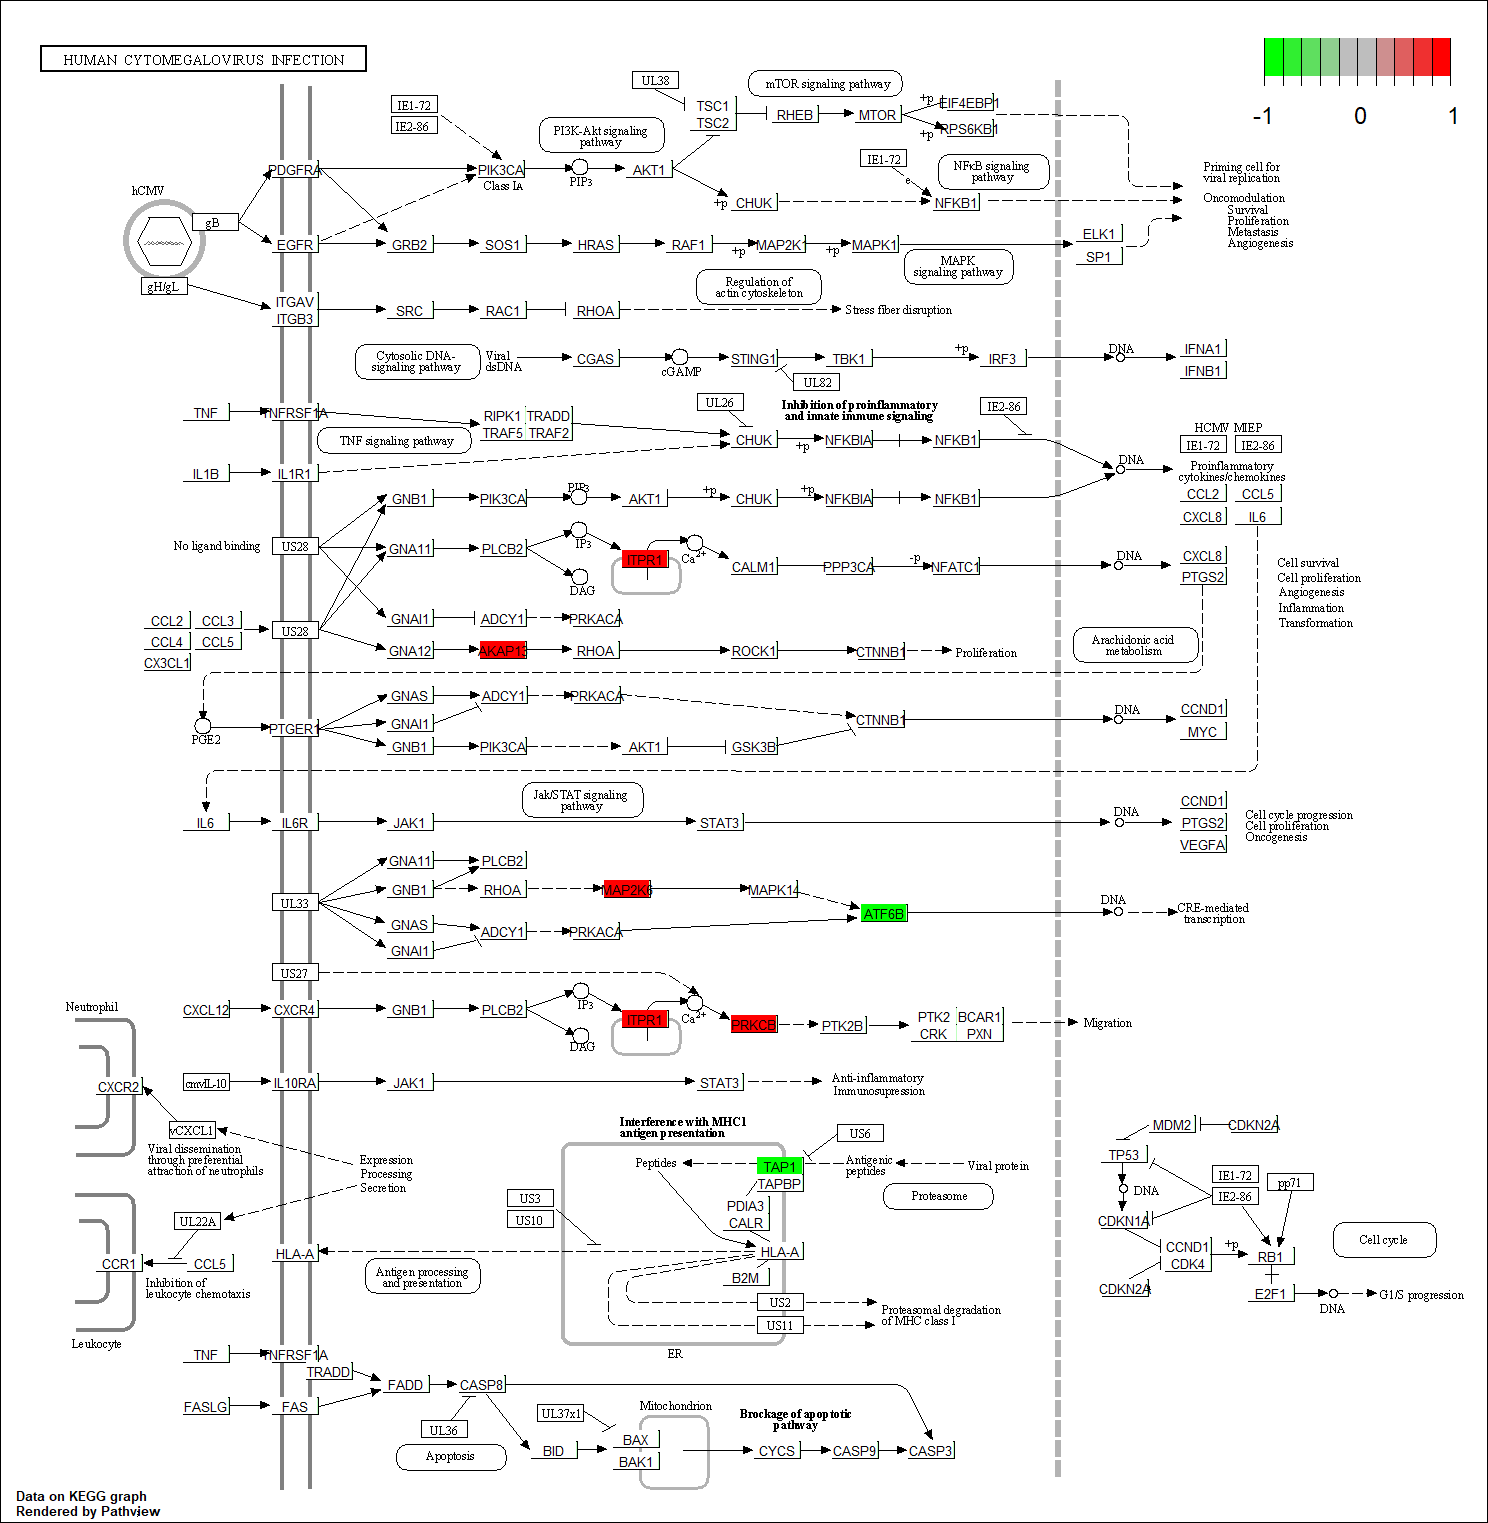 HUMAN CYTOMEGALOVIRUS INFECTION
-1 0 1
UL38
mTOR signaling pathway
IE1-72
IE2-86
PI3K-Akt signaling
pathway
TSC1
TSC2
RHEB
MTOR
+p
EIF4EBP1
+p
RPS6KB1
PDGFRA
PIK3CA
Class IA
PIP3
AKT1
IE1-72
NFκB signaling
pathway
e
+p
CHUK
NFKB1
Priming cell for
viral replication
Oncomodulation
Survival
Proliferation
Metastasis
Angiogenesis
hCMV
gB
EGFR
GRB2
SOS1
HRAS
RAF1
+p
MAP2K1
+p
MAPK1
ELK1
SP1
MAPK
signaling pathway
gH/gL
ITGAV
ITGB3
SRC
RAC1
RHOA
Regulation of
actin cytoskeleton
Stress fiber disruption
Cytosolic DNA-
signaling pathway
Viral
dsDNA
CGAS
cGAMP
STING1
TBK1
+p
IRF3
DNA
IFNA1
IFNB1
UL82
TNF
TNFRSF1A
RIPK1
TRADD
TRAF5
TRAF2
TNF signaling pathway
UL26
Inhibition of proinflammatory
and innate immune signaling
IE2-86
CHUK
+p
NFKBIA
NFKB1
HCMV MIEP
IE1-72
IE2-86
IL1B
IL1R1
DNA
Proinflammatory
cytokines/chemokines
CCL2
CCL5
CXCL8
IL6
GNB1
PIK3CA
PIP3
AKT1
+p
CHUK
+p
NFKBIA
NFKB1
No ligand binding
US28
GNA11
PLCB2
IP3
DAG
ITPR1
Ca2+
CALM1
PPP3CA
-p
NFATC1
DNA
CXCL8
PTGS2
Cell survival
Cell proliferation
Angiogenesis
Inflammation
Transformation
GNAI1
ADCY1
PRKACA
CCL2
CCL3
CCL4
CCL5
CX3CL1
US28
GNA12
AKAP13
RHOA
ROCK1
CTNNB1
Proliferation
Arachidonic acid
metabolism
PGE2
PTGER1
GNAS
ADCY1
PRKACA
GNAI1
GNB1
PIK3CA
AKT1
GSK3B
CTNNB1
DNA
CCND1
MYC
Jak/STAT signaling
pathway
IL6
IL6R
JAK1
STAT3
DNA
CCND1
PTGS2
VEGFA
Cell cycle progression
Cell proliferation
Oncogenesis
UL33
GNA11
PLCB2
GNB1
RHOA
MAP2K6
MAPK14
ATF6B
GNAS
ADCY1
PRKACA
GNAI1
DNA
CRE-mediated
transcription
US27
CXCL12
CXCR4
GNB1
PLCB2
IP3
DAG
ITPR1
Ca2+
PRKCB
PTK2B
PTK2
BCAR1
CRK
PXN
Migration
Neutrophil
CXCR2
cmvIL-10
IL10RA
JAK1
STAT3
Anti-inflammatory
Immunosupression
vCXCL1
Viral dissemination
through preferential
attraction of neutrophils
Expression
Processing
Secretion
UL22A
CCR1
CCL5
Inhibition of
leukocyte chemotaxis
Leukocyte
Interference with MHC1
antigen presentation
US6
Peptides
TAP1
Antigenic
peptides
Viral protein
TAPBP
Proteasome
US3
US10
PDIA3
CALR
HLA-A
HLA-A
B2M
Antigen processing
and presentation
US2
US11
Proteasomal degradation
of MHC class I
ER
MDM2
CDKN2A
TP53
DNA
IE1-72
IE2-86
pp71
CDKN1A
CCND1
CDK4
+p
RB1
CDKN2A
E2F1
DNA
G1/S progression
Cell cycle
TNF
TNFRSF1A
TRADD
FADD
CASP8
FASLG
FAS
UL36
Apoptosis
UL37x1
Mitochondrion
Brockage of apoptotic
pathway
BID
BAX
BAK1
CYCS
CASP9
CASP3
Data on KEGG graph
Rendered by Pathview